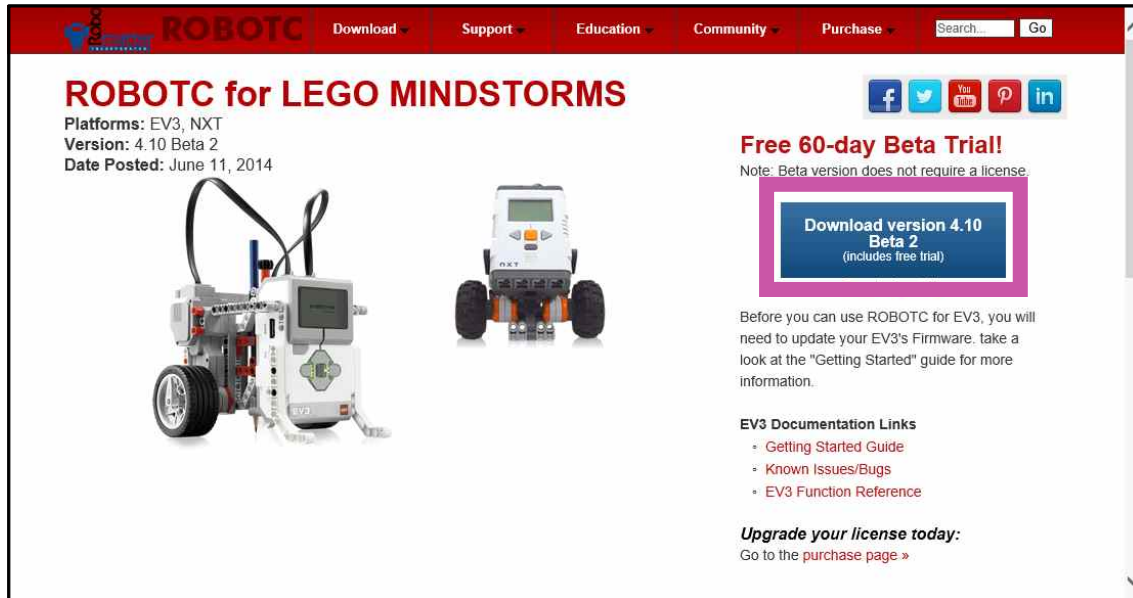 Robomatter
INCORPORATED
ROBOTC
Download
Support
Education
Community
Purchase
Search...
Go
ROBOTC for LEGO MINDSTORMS
Platforms: EV3, NXT
Version: 4.10 Beta 2
Date Posted: June 11, 2014
nxt
EV3
You
Tube
Free 60-day Beta Trial!
Note: Beta version does not require a license.
Download version 4.10
Beta 2
(includes free trial)
Before you can use ROBOTC for EV3, you will
need to update your EV3's Firmware. take a
look at the "Getting Started" guide for more
information.
EV3 Documentation Links
Getting Started Guide
Known Issues/Bugs
EV3 Function Reference
Upgrade your license today:
Go to the purchase page »